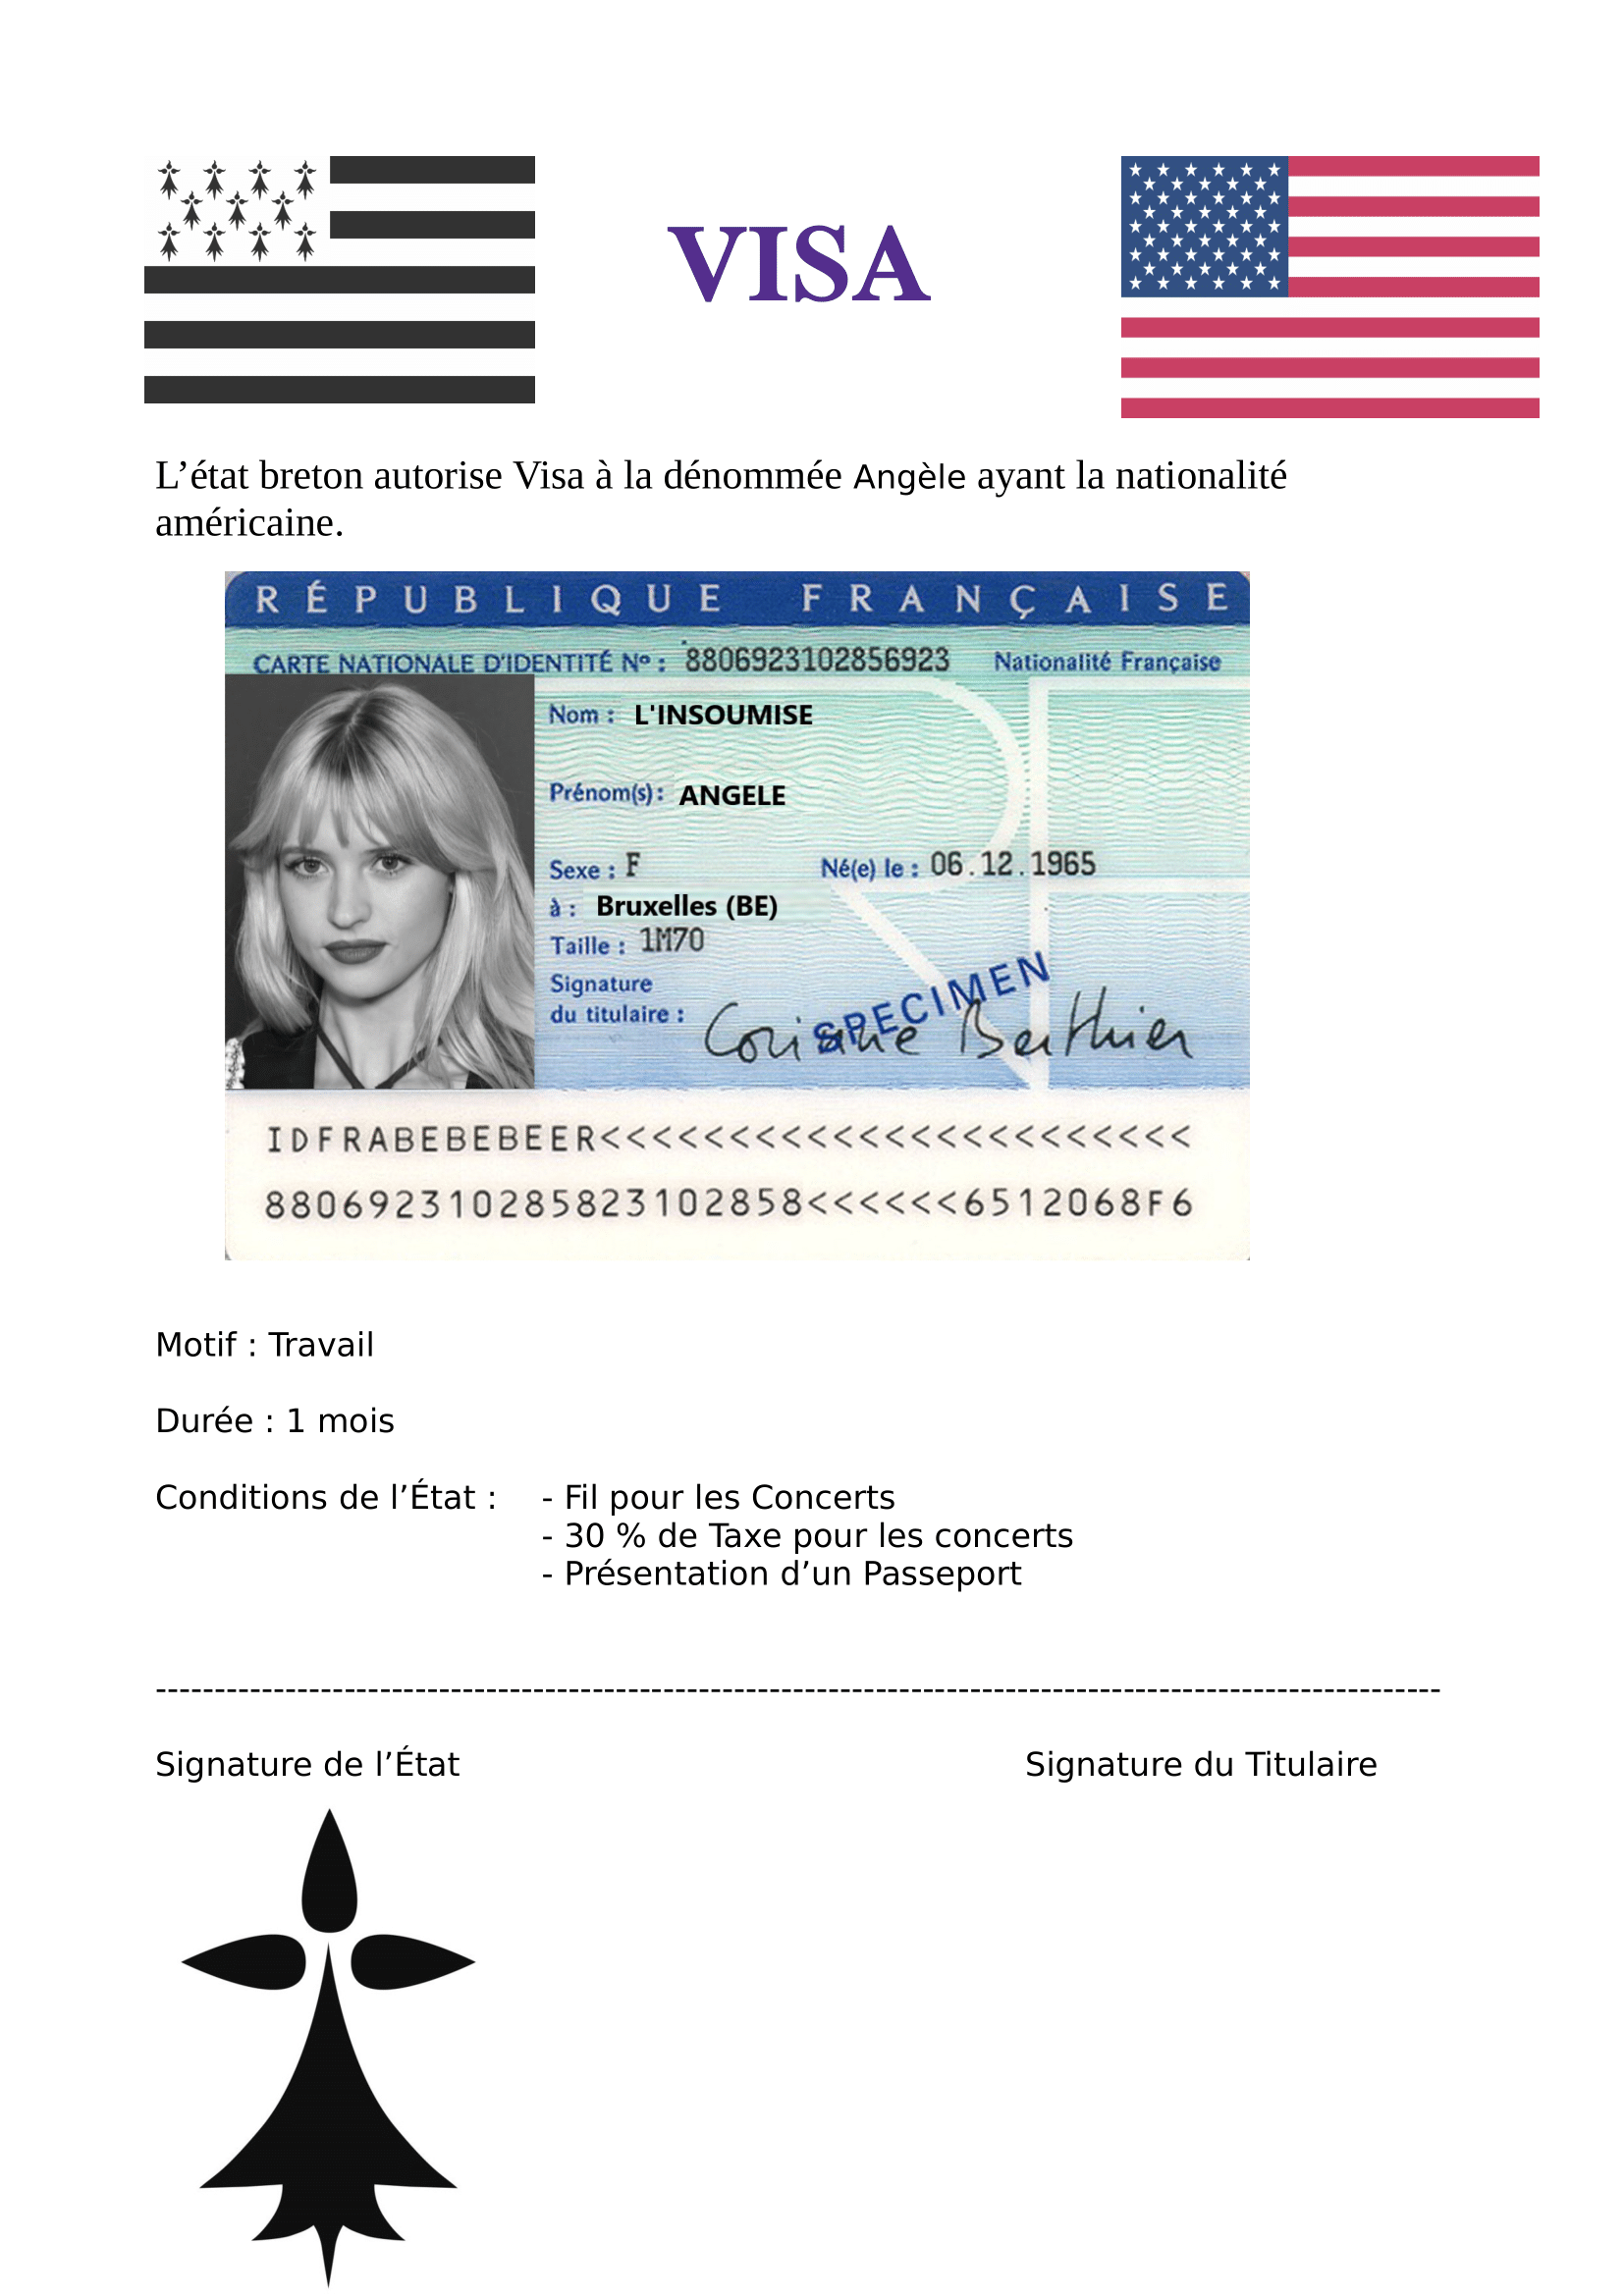 VISA
L’état breton autorise Visa à la dénommée Angèle ayant la nationalité
américaine.
RÉPUBLIQUE FRANÇAISE
CARTE NATIONALE D'IDENTITÉ Nº : 8806923102856923 Nationalité Française
Nom : L'INSOUMISE
Prénom(s) : ANGELE
Sexe : F Né(e) le : 06.12.1965
à : Bruxelles (BE)
Taille : 1M70
Signature
du titulaire :
Corinne Berthier
SPECIMEN
IDFRABEBEBEER<<<<<<<<<<<<<<<<<<<<<<<
880692310285823102858<<<<<<6512068F6
Motif : Travail
Durée : 1 mois
Conditions de l’État : - Fil pour les Concerts
- 30 % de Taxe pour les concerts
- Présentation d’un Passeport
Signature de l’État Signature du Titulaire